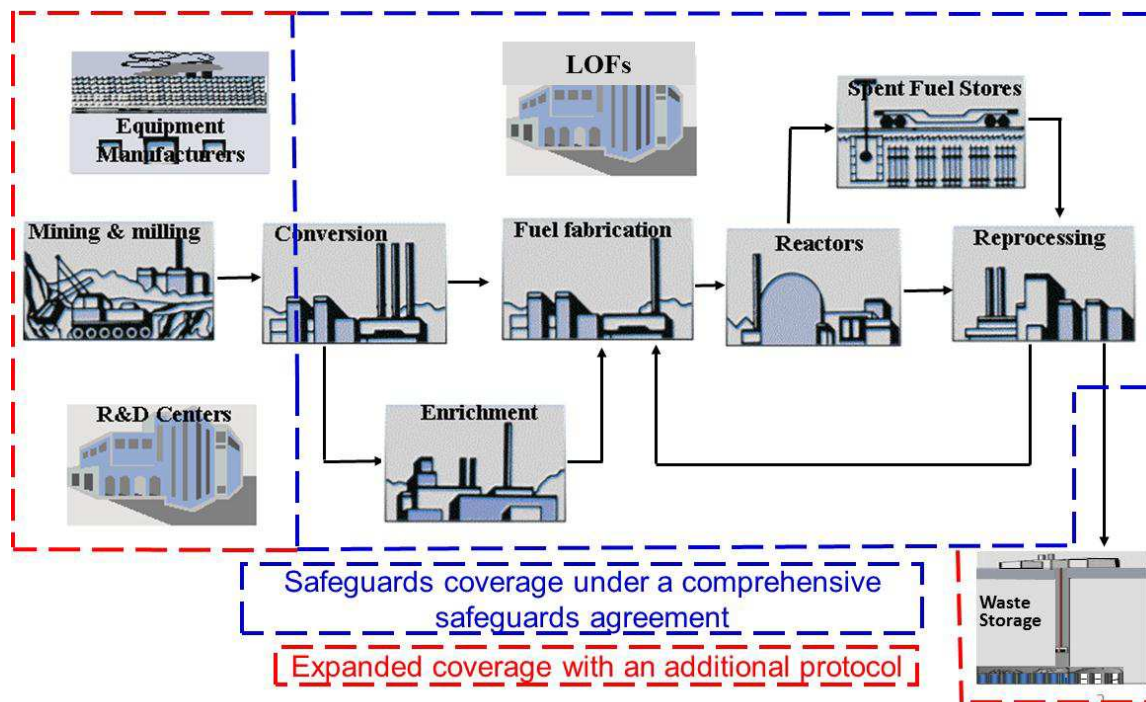 LOFs
Spent Fuel Stores
Equipment
Manufacturers
Mining & milling
Conversion
Fuel fabrication
Reactors
Reprocessing
R&D Centers
Enrichment
Safeguards coverage under a comprehensive
safeguards agreement
Expanded coverage with an additional protocol
Waste
Storage